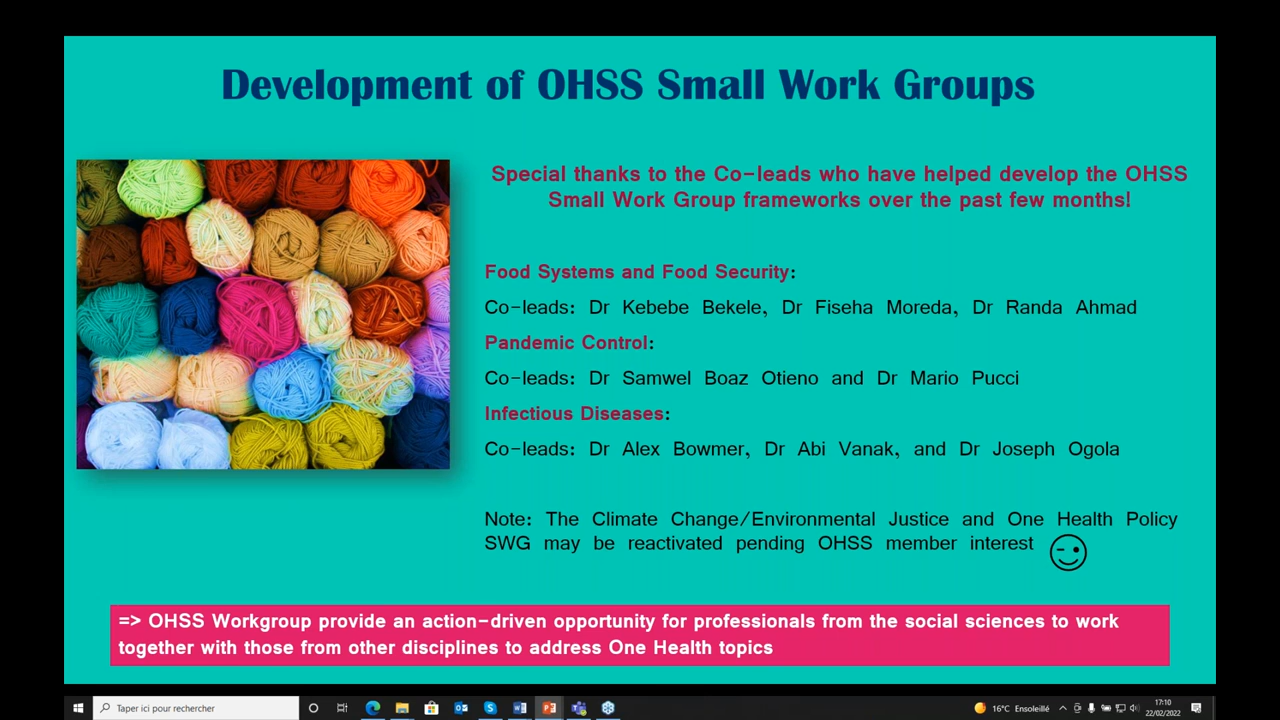 Development of OHSS Small Work Groups
Special thanks to the Co-leads who have helped develop the OHSS
Small Work Group frameworks over the past few months!
Food Systems and Food Security:
Co-leads: Dr Kebebe Bekele, Dr Fiseha Moreda, Dr Randa Ahmad
Pandemic Control:
Co-leads: Dr Samwel Boaz Otieno and Dr Mario Pucci
Infectious Diseases:
Co-leads: Dr Alex Bowmer, Dr Abi Vanak, and Dr Joseph Ogola
Note: The Climate Change/Environmental Justice and One Health Policy
SWG may be reactivated pending OHSS member interest
=> OHSS Workgroup provide an action-driven opportunity for professionals from the social sciences to work
together with those from other disciplines to address One Health topics
Taper ici pour rechercher
16°C Ensoleillé
17:10
22/02/2022